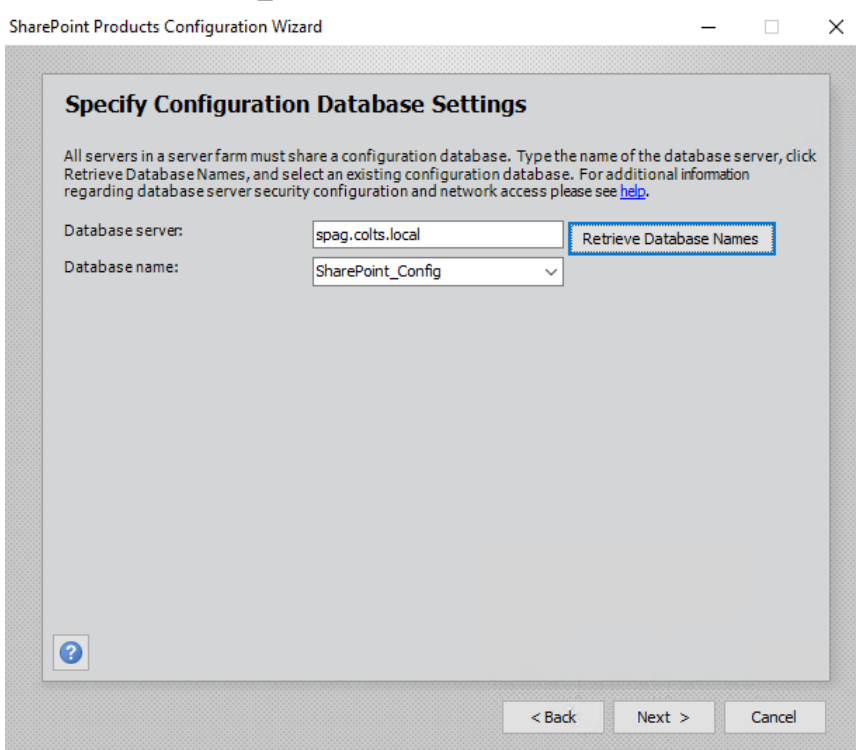 SharePoint Products Configuration Wizard
Specify Configuration Database Settings
All servers in a server farm must share a configuration database. Type the name of the database server, click
Retrieve Database Names, and select an existing configuration database. For additional information
regarding database server security configuration and network access please see help.
Database server:
spag.colts.local
Retrieve Database Names
Database name:
SharePoint_Config
?
< Back
Next >
Cancel